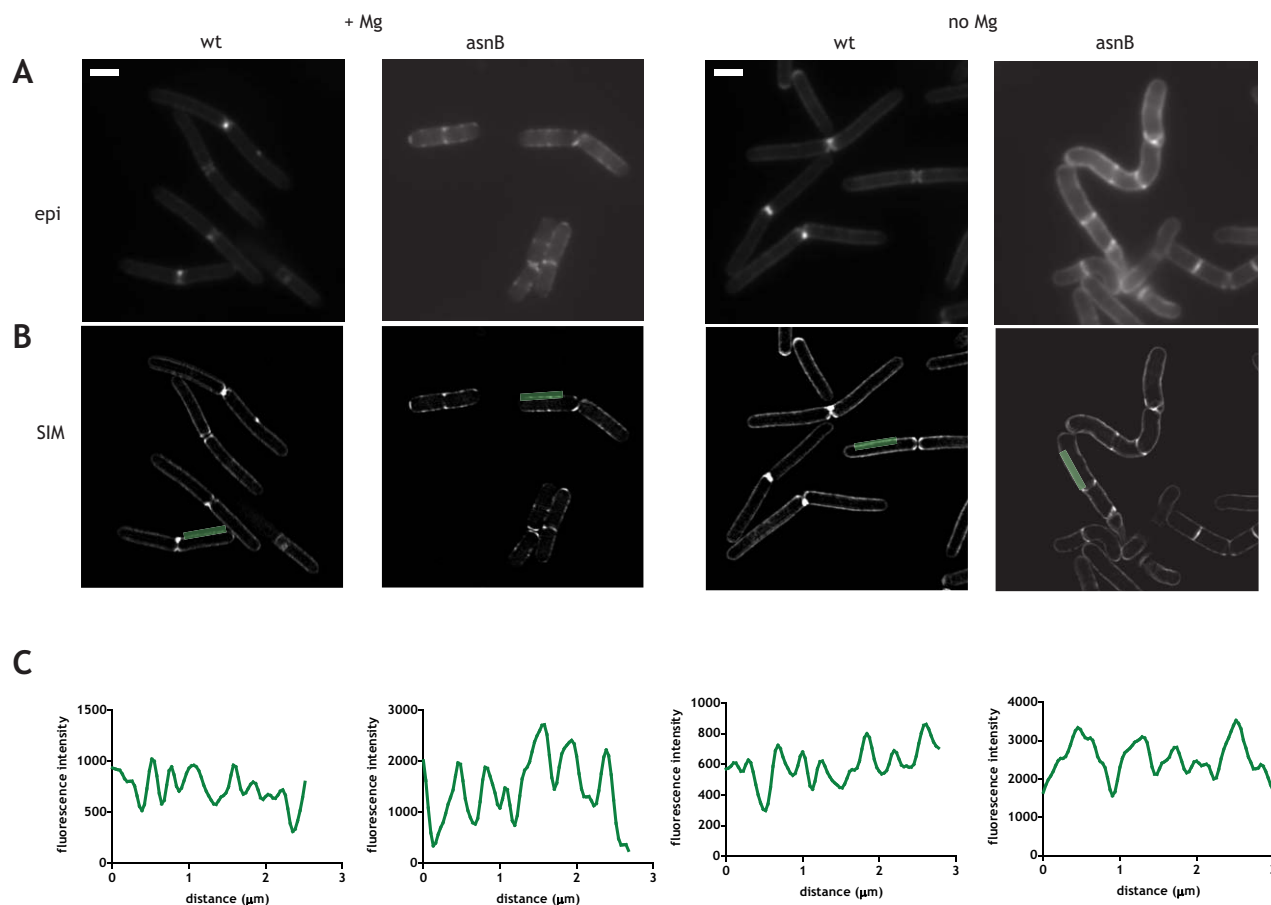 + Mg
no Mg
wt
asnB
wt
asnB
A
epi
B
SIM
C
fluorescence intensity
1500
1000
500
0
0
1
2
3
distance (μm)
fluorescence intensity
3000
2000
1000
0
0
1
2
3
distance (μm)
fluorescence intensity
1000
800
600
400
200
0
0
1
2
3
distance (μm)
fluorescence intensity
4000
3000
2000
1000
0
0
1
2
3
distance (μm)